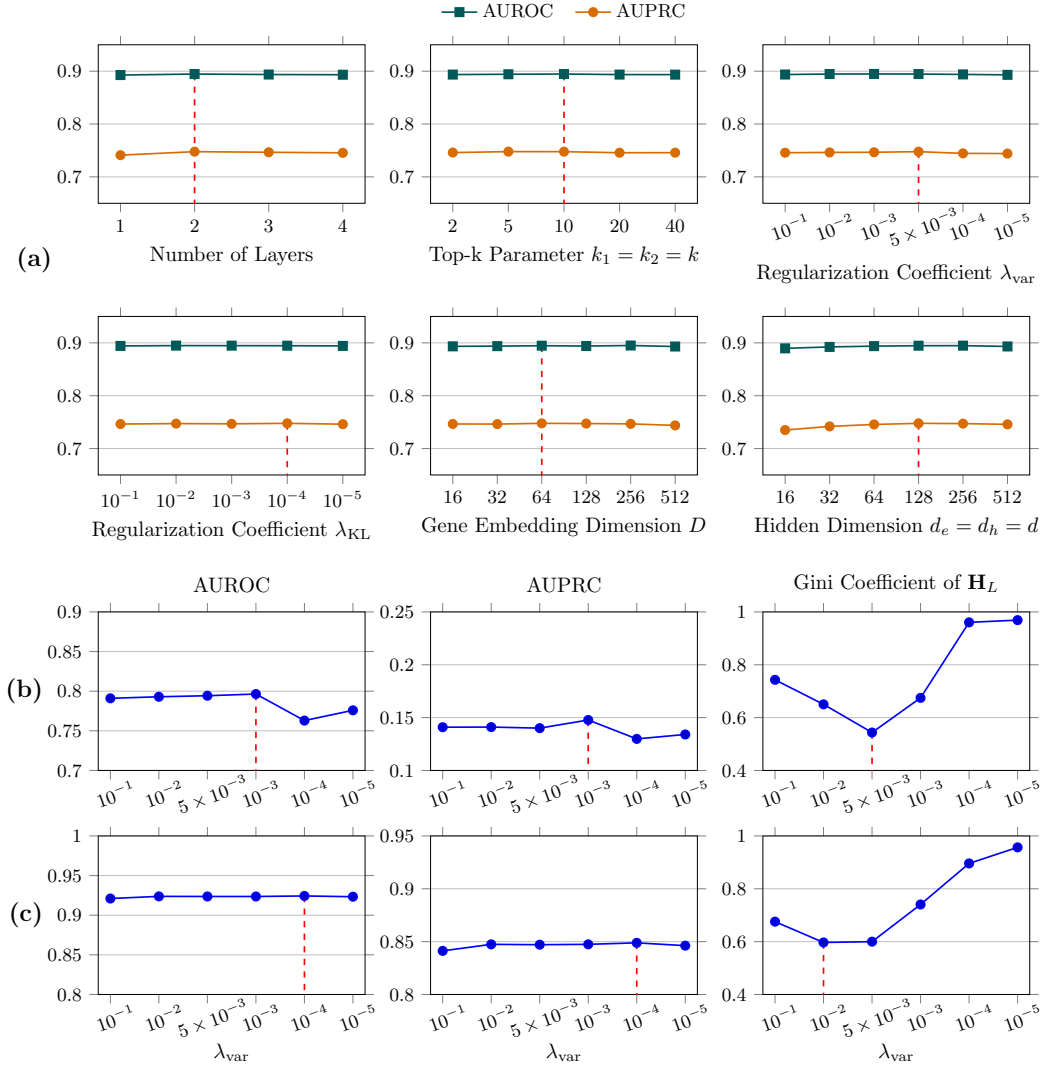 AUROC AUPRC
0.9
0.8
0.7
1 2 3 4
Number of Layers
0.9
0.8
0.7
2 5 10 20 40
Top-k Parameter k₁ = k₂ = k
0.9
0.8
0.7
10⁻¹ 10⁻² 10⁻³ 5 × 10⁻³ 10⁻⁴ 10⁻⁵
Regularization Coefficient λ_var
(a)
0.9
0.8
0.7
10⁻¹ 10⁻² 10⁻³ 10⁻⁴ 10⁻⁵
Regularization Coefficient λ_KL
0.9
0.8
0.7
16 32 64 128 256 512
Gene Embedding Dimension D
0.9
0.8
0.7
16 32 64 128 256 512
Hidden Dimension d_e = d_h = d
(b)
AUROC
0.9
0.85
0.8
0.75
0.7
10⁻¹ 10⁻² 5 × 10⁻³ 10⁻³ 10⁻⁴ 10⁻⁵
AUPRC
0.25
0.2
0.15
0.1
10⁻¹ 10⁻² 5 × 10⁻³ 10⁻³ 10⁻⁴ 10⁻⁵
Gini Coefficient of H_L
1
0.8
0.6
0.4
10⁻¹ 10⁻² 5 × 10⁻³ 10⁻³ 10⁻⁴ 10⁻⁵
(c)
1
0.95
0.9
0.85
0.8
10⁻¹ 10⁻² 5 × 10⁻³ 10⁻³ 10⁻⁴ 10⁻⁵
λ_var
0.95
0.9
0.85
0.8
10⁻¹ 10⁻² 5 × 10⁻³ 10⁻³ 10⁻⁴ 10⁻⁵
λ_var
1
0.8
0.6
0.4
10⁻¹ 10⁻² 5 × 10⁻³ 10⁻³ 10⁻⁴ 10⁻⁵
λ_var